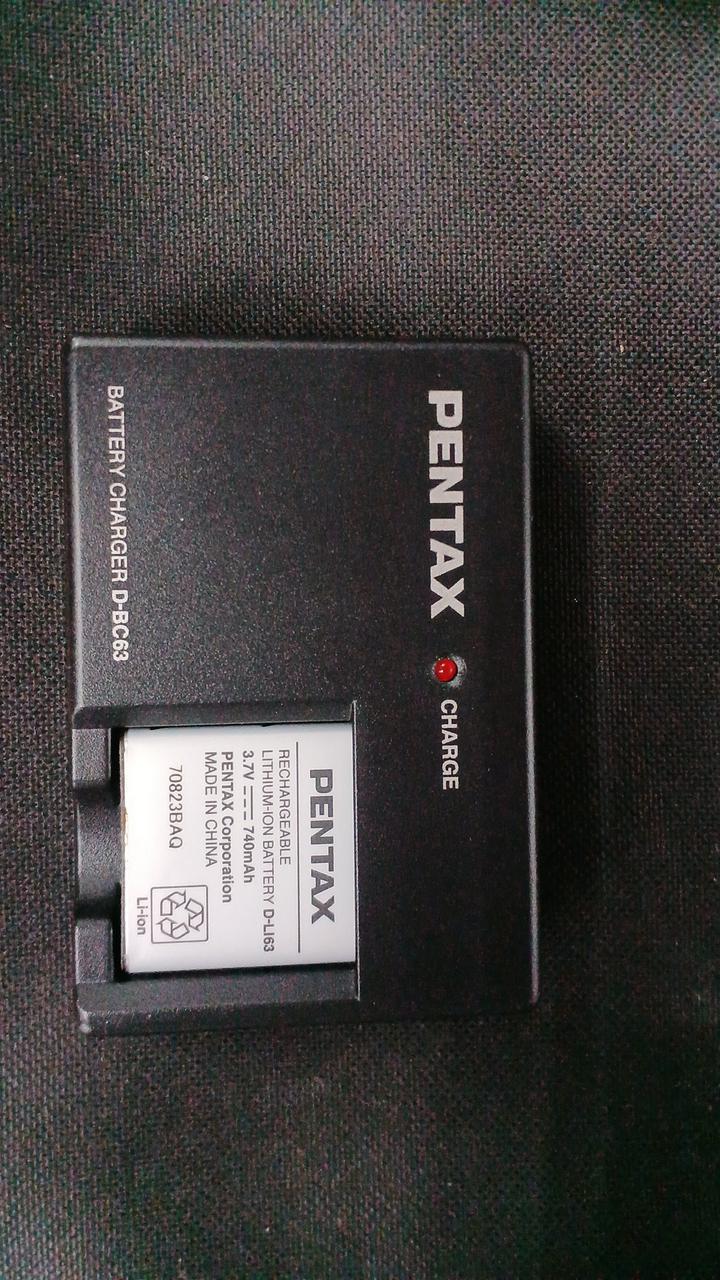 PENTAX
CHARGE
PENTAX
RECHARGEABLE
LITHIUM-ION BATTERY D-LI63
3.7V ⎓ 740mAh
PENTAX Corporation
MADE IN CHINA
70823BAQ
Li-ion
BATTERY CHARGER D-BC63